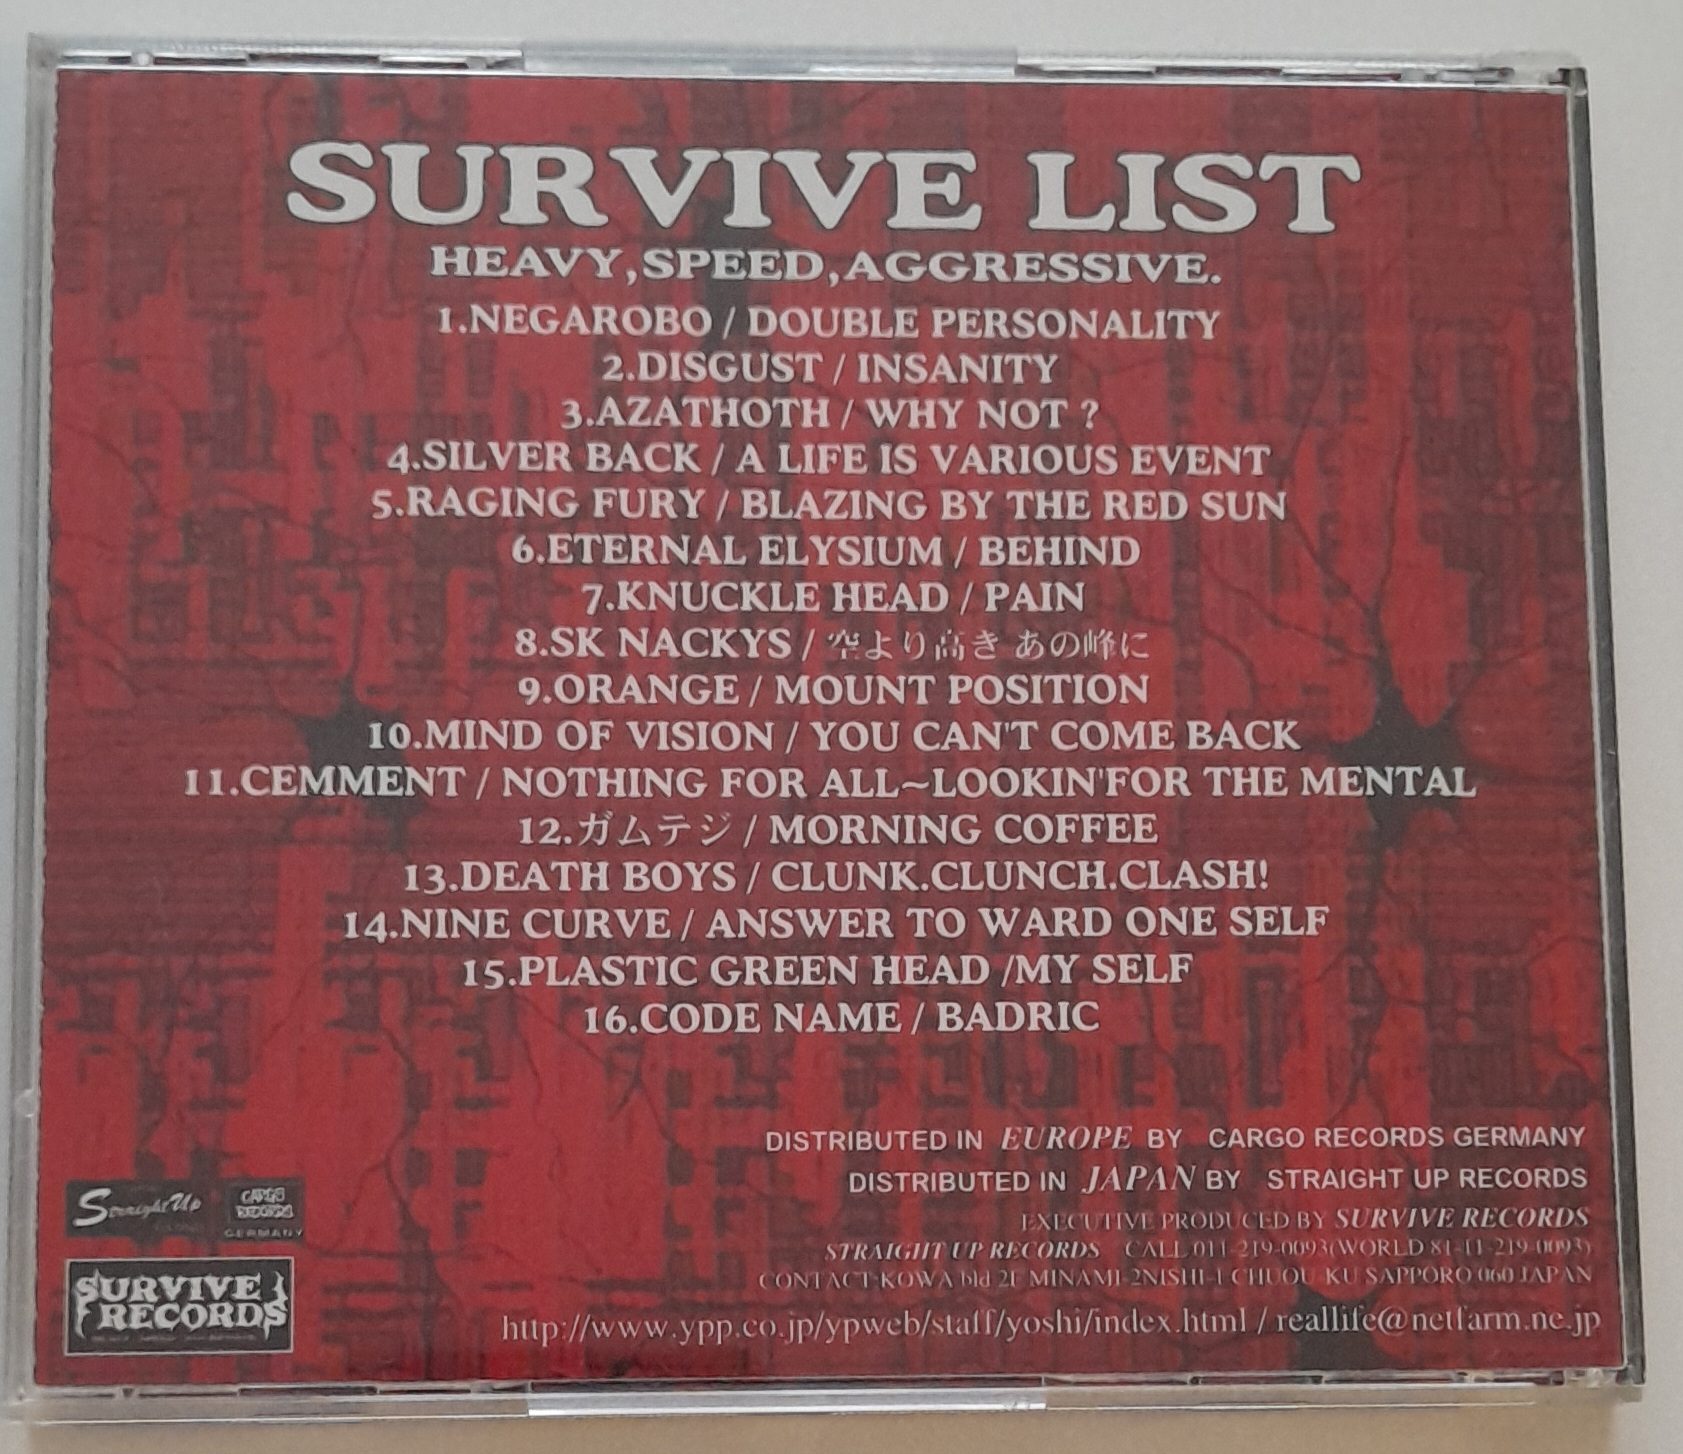 SURVIVE LIST
HEAVY,SPEED,AGGRESSIVE.
1.NEGAROBO / DOUBLE PERSONALITY
2.DISGUST / INSANITY
3.AZATHOTH / WHY NOT ?
4.SILVER BACK / A LIFE IS VARIOUS EVENT
5.RAGING FURY / BLAZING BY THE RED SUN
6.ETERNAL ELYSIUM / BEHIND
7.KNUCKLE HEAD / PAIN
8.SK NACKYS / 空より高き あの峰に
9.ORANGE / MOUNT POSITION
10.MIND OF VISION / YOU CAN'T COME BACK
11.CEMMENT / NOTHING FOR ALL~LOOKIN'FOR THE MENTAL
12.ガムテジ / MORNING COFFEE
13.DEATH BOYS / CLUNK.CLUNCH.CLASH!
14.NINE CURVE / ANSWER TO WARD ONE SELF
15.PLASTIC GREEN HEAD /MY SELF
16.CODE NAME / BADRIC
DISTRIBUTED IN EUROPE BY CARGO RECORDS GERMANY
DISTRIBUTED IN JAPAN BY STRAIGHT UP RECORDS
EXECUTIVE PRODUCED BY SURVIVE RECORDS
STRAIGHT UP RECORDS CALL 011-219-0093(WORLD 81-11-219-0093)
CONTACT:KOWA bld 2F MINAMI-2NISHI-1 CHUOU-KU SAPPORO 060 JAPAN
http://www.ypp.co.jp/ypweb/staff/yoshi/index.html / reallife@netfarm.ne.jp
Straight Up
CARGO
RECORDS
GERMANY
SURVIVE
RECORDS